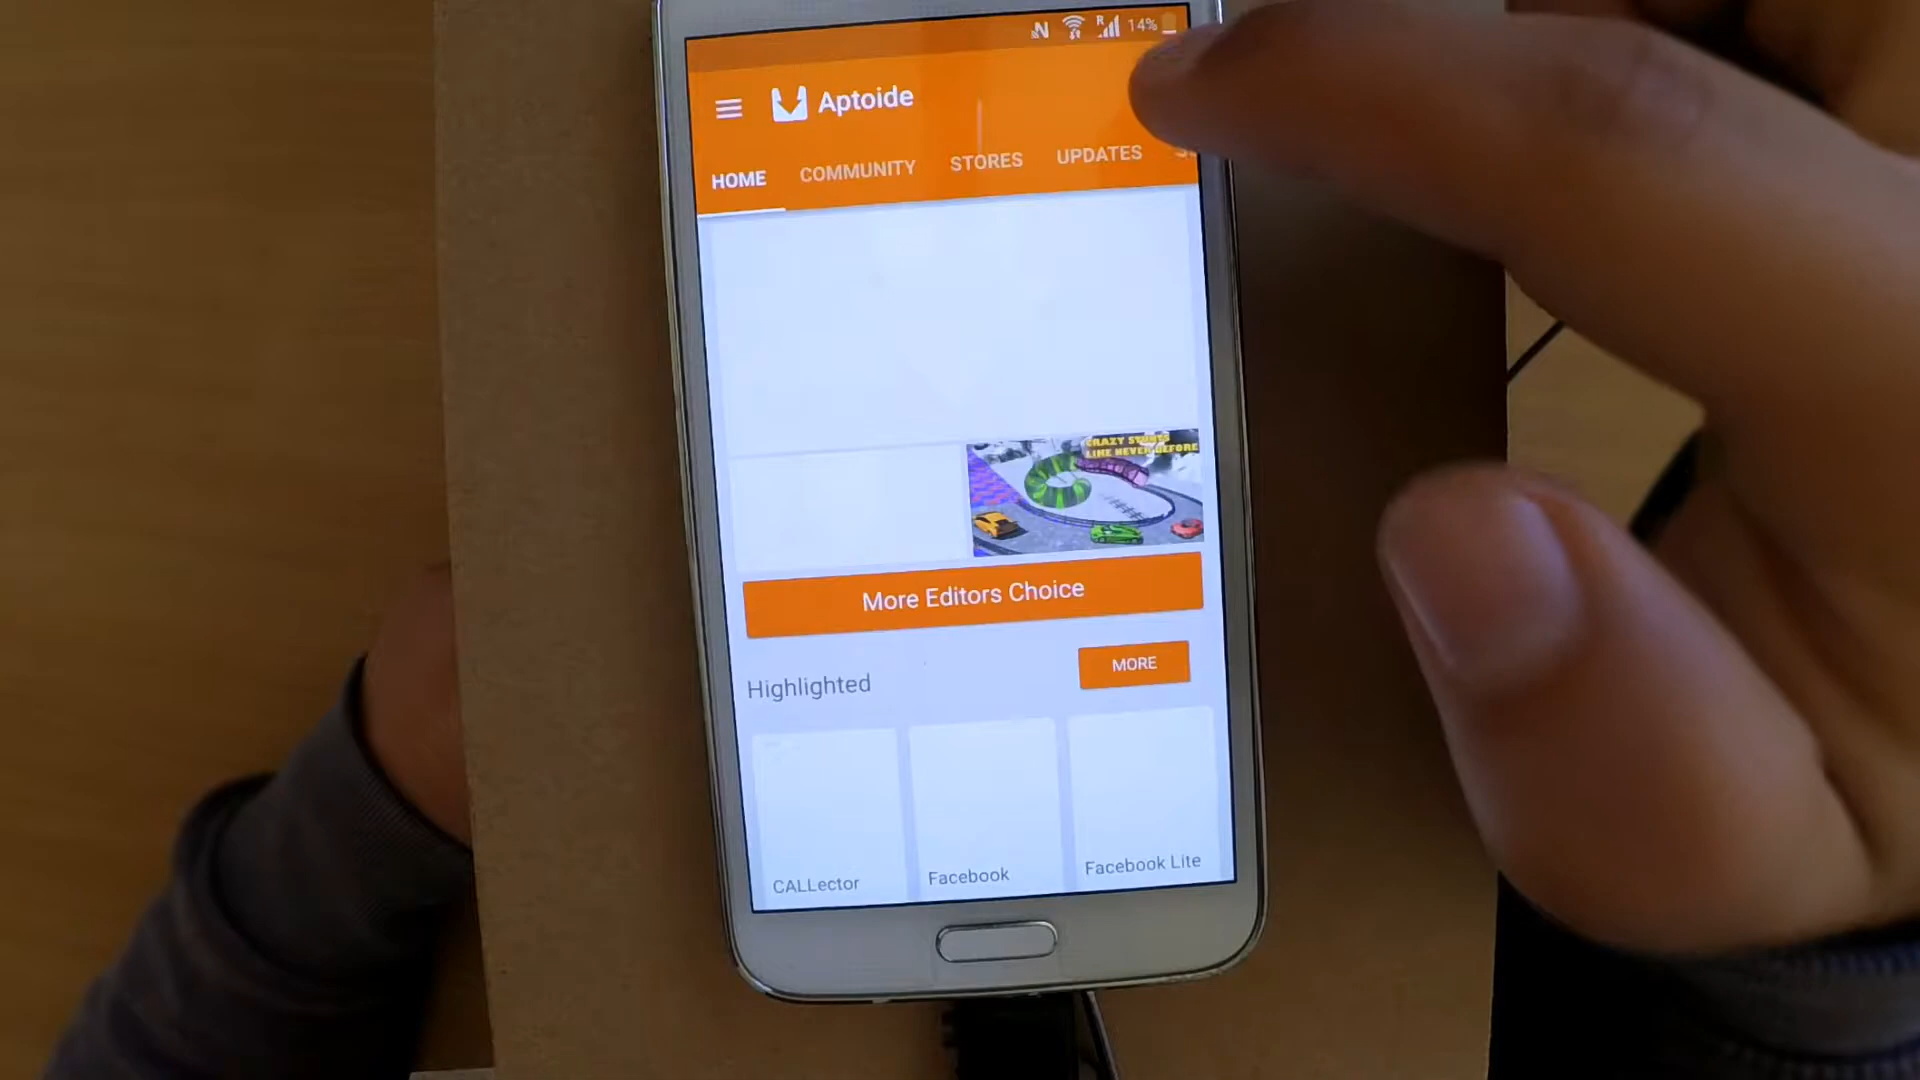 R 14%
Aptoide
HOME COMMUNITY STORES UPDATES
CRAZY STUNTS
LIKE NEVER BEFORE
More Editors Choice
Highlighted
MORE
CALLector
Facebook
Facebook Lite